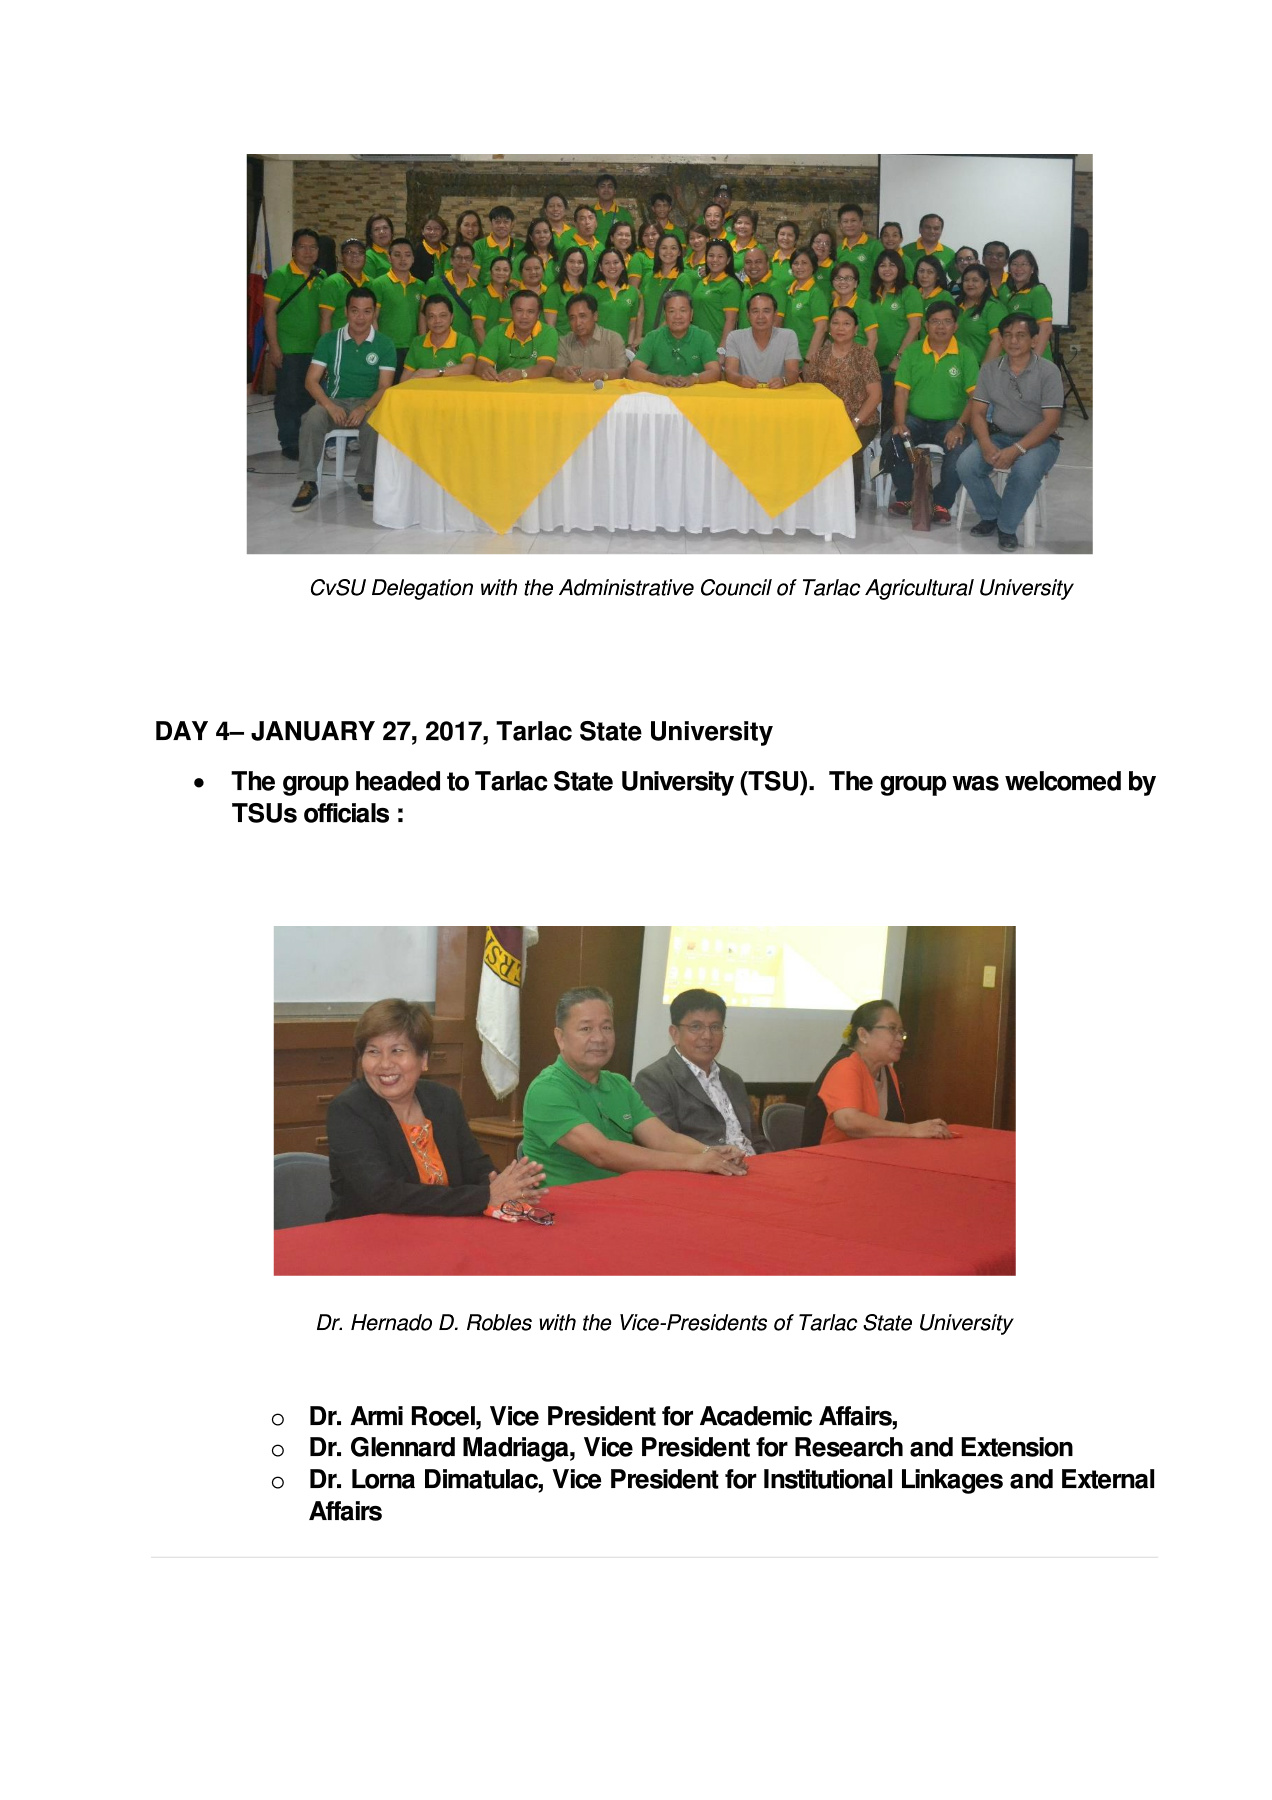 CvSU Delegation with the Administrative Council of Tarlac Agricultural University
DAY 4– JANUARY 27, 2017, Tarlac State University
• The group headed to Tarlac State University (TSU). The group was welcomed by
TSUs officials :
RS
Dr. Hernado D. Robles with the Vice-Presidents of Tarlac State University
o Dr. Armi Rocel, Vice President for Academic Affairs,
o Dr. Glennard Madriaga, Vice President for Research and Extension
o Dr. Lorna Dimatulac, Vice President for Institutional Linkages and External
Affairs